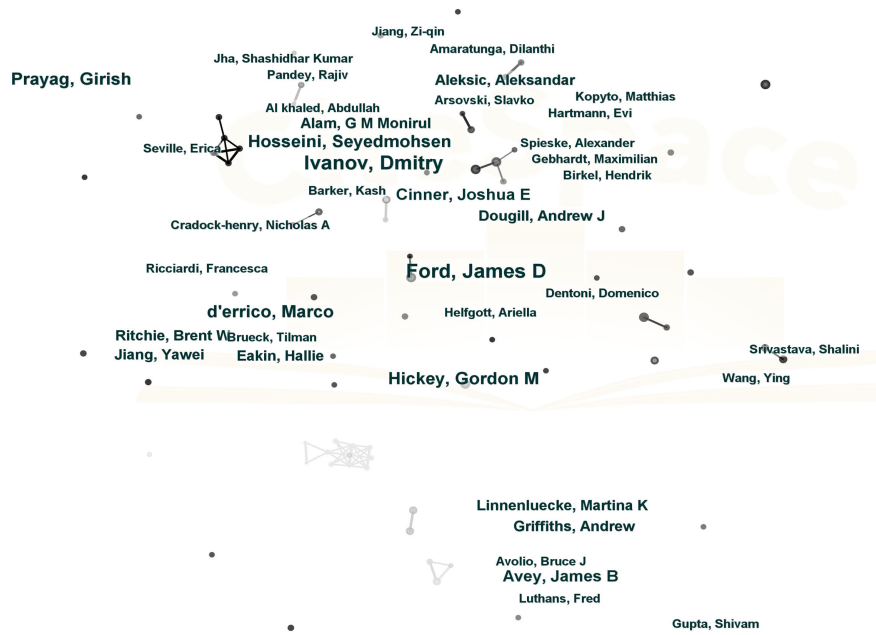 Jiang, Zi-qin
Amaratunga, Dilanthi
Jha, Shashidhar Kumar
Pandey, Rajiv
Prayag, Girish
Aleksic, Aleksandar
Arsovski, Slavko
Kopyto, Matthias
Al khaled, Abdullah
Hartmann, Evi
Alam, G M Monirul
Hosseini, Seyedmohsen
Seville, Erica
Spieske, Alexander
Ivanov, Dmitry
Gebhardt, Maximilian
Birkel, Hendrik
Barker, Kash
Cinner, Joshua E
Dougill, Andrew J
Cradock-henry, Nicholas A
Ricciardi, Francesca
Ford, James D
Dentoni, Domenico
d'errico, Marco
Helfgott, Ariella
Ritchie, Brent W
Brueck, Tilman
Jiang, Yawei
Eakin, Hallie
Srivastava, Shalini
Hickey, Gordon M
Wang, Ying
Linnenluecke, Martina K
Griffiths, Andrew
Avolio, Bruce J
Avey, James B
Luthans, Fred
Gupta, Shivam
CiteSpace